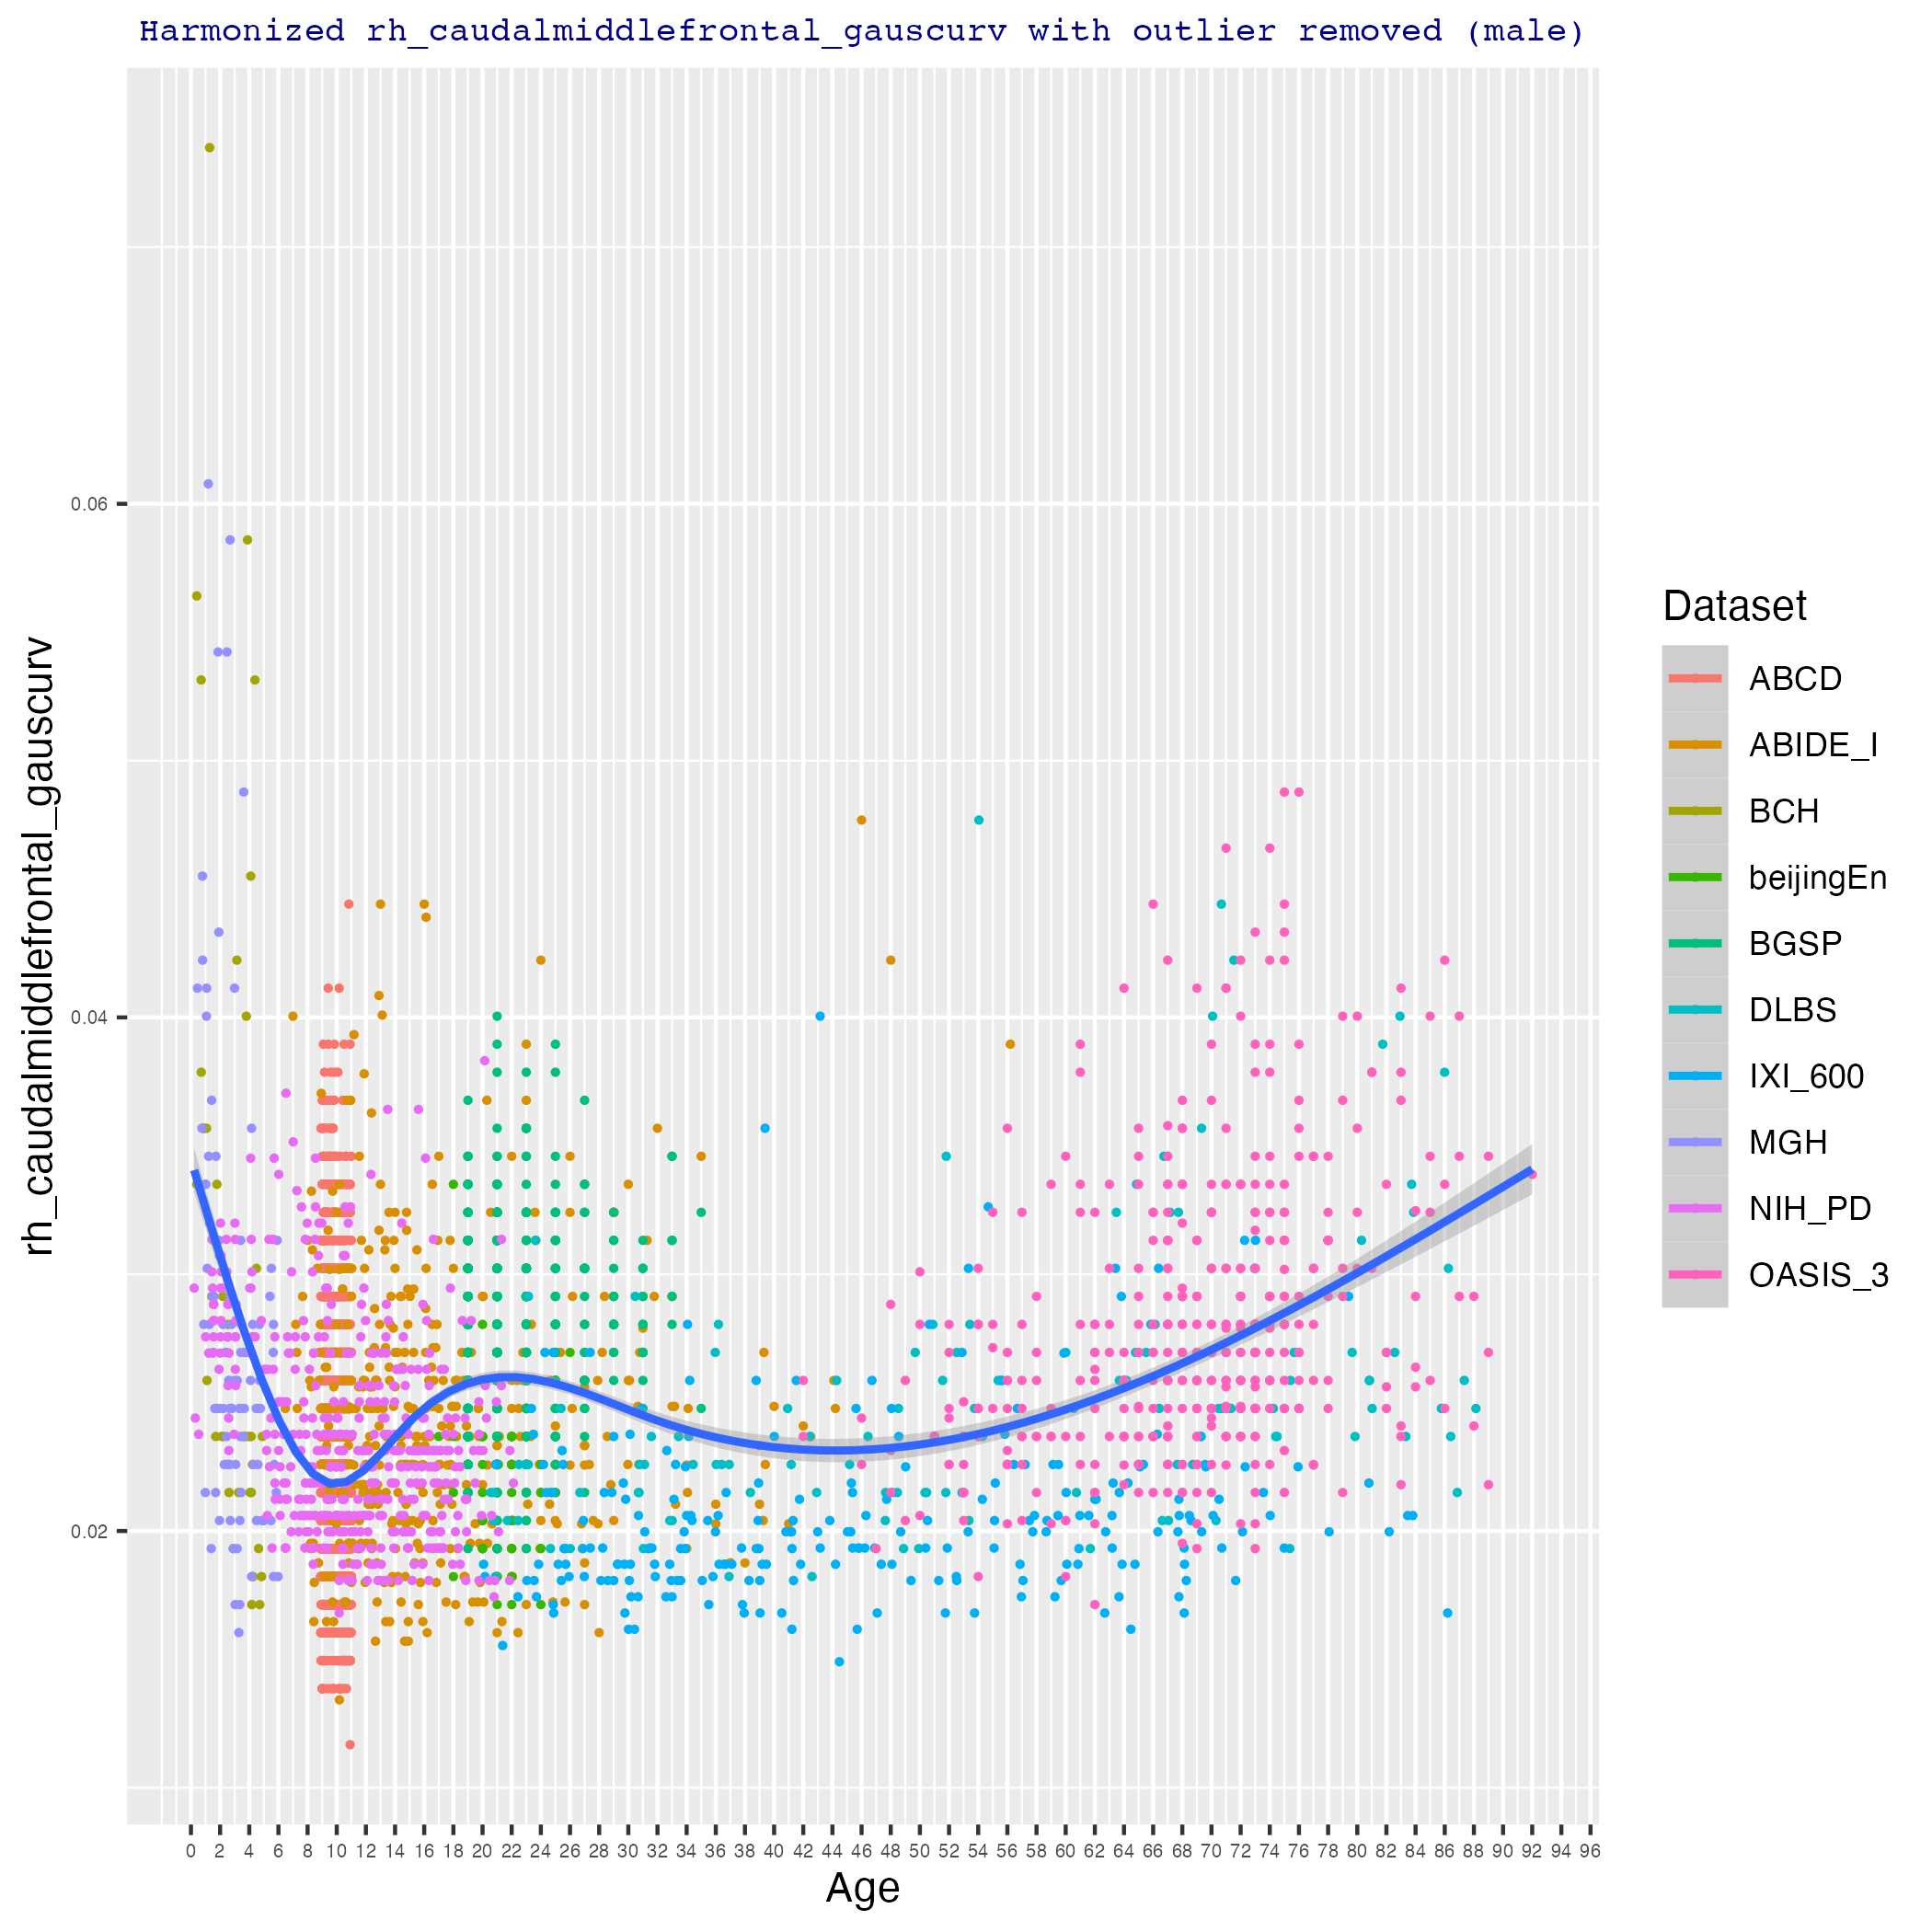 Harmonized rh_caudalmiddlefrontal_gauscurv with outlier removed (male)
rh_caudalmiddlefrontal_gauscurv
0.06
0.04
0.02
0 2 4 6 8 10 12 14 16 18 20 22 24 26 28 30 32 34 36 38 40 42 44 46 48 50 52 54 56 58 60 62 64 66 68 70 72 74 76 78 80 82 84 86 88 90 92 94 96
Age
Dataset
ABCD
ABIDE_I
BCH
beijingEn
BGSP
DLBS
IXI_600
MGH
NIH_PD
OASIS_3